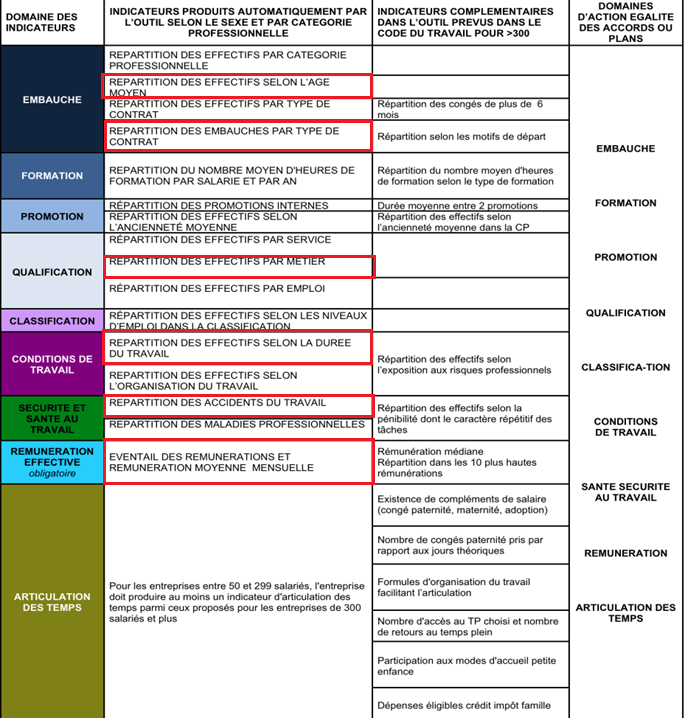 DOMAINE DES
INDICATEURS
INDICATEURS PRODUITS AUTOMATIQUEMENT PAR
L'OUTIL SELON LE SEXE ET PAR CATEGORIE
PROFESSIONNELLE
INDICATEURS COMPLEMENTAIRES
DANS L'OUTIL PREVUS DANS LE
CODE DU TRAVAIL POUR >300
DOMAINES
D'ACTION EGALITE
DES ACCORDS OU
PLANS
EMBAUCHE
REPARTITION DES EFFECTIFS PAR CATEGORIE
PROFESSIONNELLE
REPARTITION DES EFFECTIFS SELON L'AGE
MOYEN
REPARTITION DES EFFECTIFS PAR TYPE DE
CONTRAT
Répartition des congés de plus de 6
mois
REPARTITION DES EMBAUCHES PAR TYPE DE
CONTRAT
Répartition selon les motifs de départ
FORMATION
REPARTITION DU NOMBRE MOYEN D'HEURES DE
FORMATION PAR SALARIE ET PAR AN
Répartition du nombre moyen d'heures
de formation selon le type de formation
PROMOTION
RÉPARTITION DES PROMOTIONS INTERNES
Durée moyenne entre 2 promotions
RÉPARTITION DES EFFECTIFS SELON
L'ANCIENNETÉ MOYENNE
Répartition des effectifs selon
l'ancienneté moyenne dans la CP
QUALIFICATION
RÉPARTITION DES EFFECTIFS PAR SERVICE
REPARTITION DES EFFECTIFS PAR METIER
RÉPARTITION DES EFFECTIFS PAR EMPLOI
CLASSIFICATION
RÉPARTITION DES EFFECTIFS SELON LES NIVEAUX
D'EMPLOI DANS LA CLASSIFICATION
CONDITIONS DE
TRAVAIL
REPARTITION DES EFFECTIFS SELON LA DUREE
DU TRAVAIL
REPARTITION DES EFFECTIFS SELON
L'ORGANISATION DU TRAVAIL
Répartition des effectifs selon
l'exposition aux risques professionnels
SECURITE ET
SANTE AU
TRAVAIL
REPARTITION DES ACCIDENTS DU TRAVAIL
REPARTITION DES MALADIES PROFESSIONNELLES
Répartition des effectifs selon la
pénibilité dont le caractère répétitif des
tâches
REMUNERATION
EFFECTIVE
obligatoire
EVENTAIL DES REMUNERATIONS ET
REMUNERATION MOYENNE MENSUELLE
Rémunération médiane
Répartition dans les 10 plus hautes
rémunérations
ARTICULATION
DES TEMPS
Pour les entreprises entre 50 et 299 salariés, l'entreprise
doit produire au moins un indicateur d'articulation des
temps parmi ceux proposés pour les entreprises de 300
salariés et plus
Existence de compléments de salaire
(congé paternité, maternité, adoption)
Nombre de congés paternité pris par
rapport aux jours théoriques
Formules d'organisation du travail
facilitant l'articulation
Nombre d'accès au TP choisi et nombre
de retours au temps plein
Participation aux modes d'accueil petite
enfance
Dépenses éligibles crédit impôt famille
EMBAUCHE
FORMATION
PROMOTION
QUALIFICATION
CLASSIFICA-TION
CONDITIONS
DE TRAVAIL
SANTE SECURITE
AU TRAVAIL
REMUNERATION
ARTICULATION DES
TEMPS